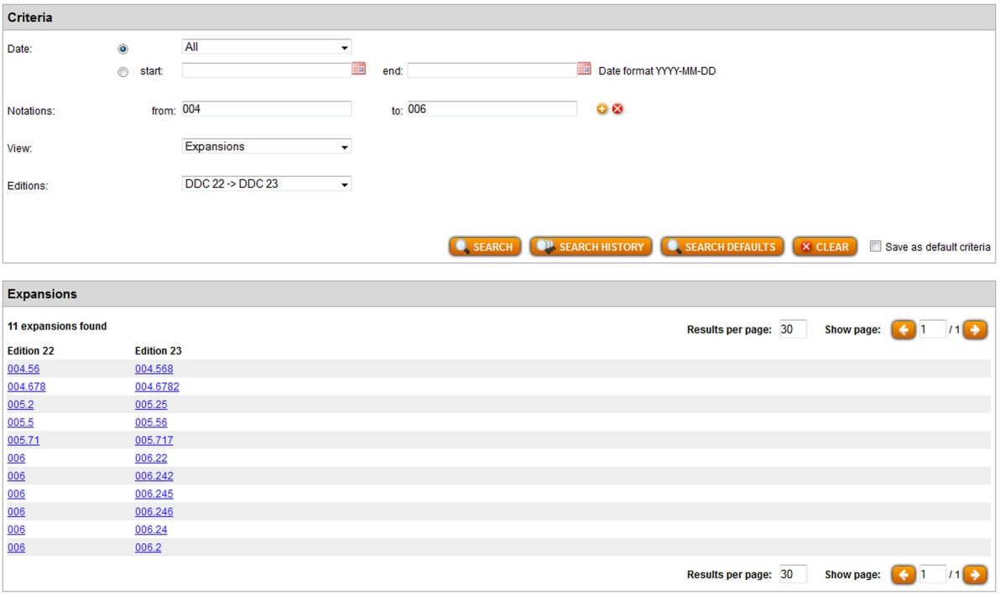 Criteria
Date: All
start: end: Date format YYYY-MM-DD
Notations: from: 004 to: 006
View: Expansions
Editions: DDC 22 -> DDC 23
SEARCH SEARCH HISTORY SEARCH DEFAULTS CLEAR Save as default criteria
Expansions
11 expansions found Results per page: 30 Show page: 1 / 1
Edition 22 Edition 23
004.56 004.568
004.678 004.6782
005.2 005.25
005.5 005.56
005.71 005.717
006 006.22
006 006.242
006 006.245
006 006.246
006 006.24
006 006.2
Results per page: 30 Show page: 1 / 1